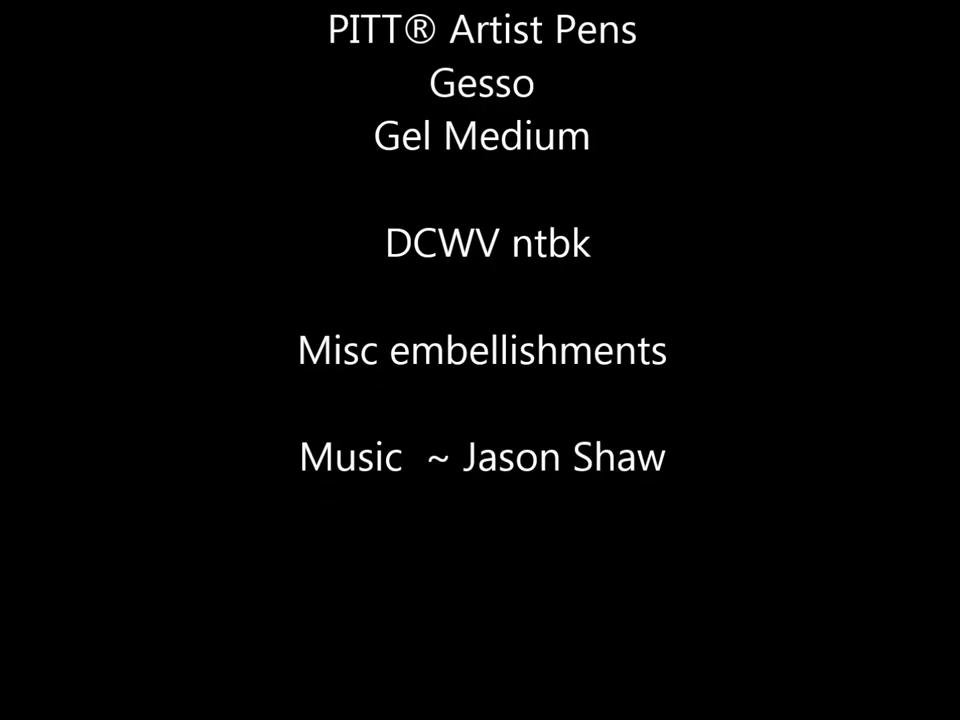 PITT® Artist Pens
Gesso
Gel Medium
DCWV ntbk
Misc embellishments
Music ~ Jason Shaw